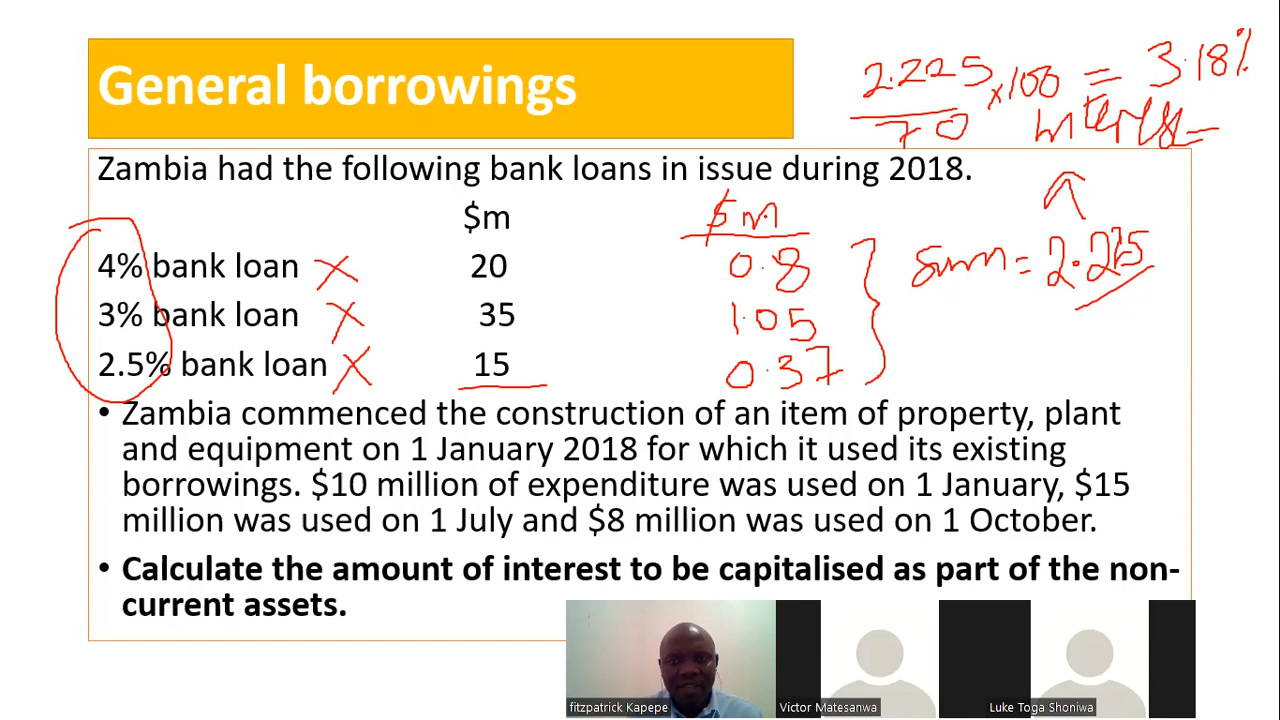 General borrowings
2.225 x100 = 3.18%
70
Interest
Zambia had the following bank loans in issue during 2018.
$m
$m
4% bank loan X 20 0.8
sum = 2.225
3% bank loan X 35 1.05
2.5% bank loan X 15 0.37
• Zambia commenced the construction of an item of property, plant
and equipment on 1 January 2018 for which it used its existing
borrowings. $10 million of expenditure was used on 1 January, $15
million was used on 1 July and $8 million was used on 1 October.
• Calculate the amount of interest to be capitalised as part of the non-
current assets.
fitzpatrick Kapepe
Victor Matesanwa
Luke Toga Shoniwa